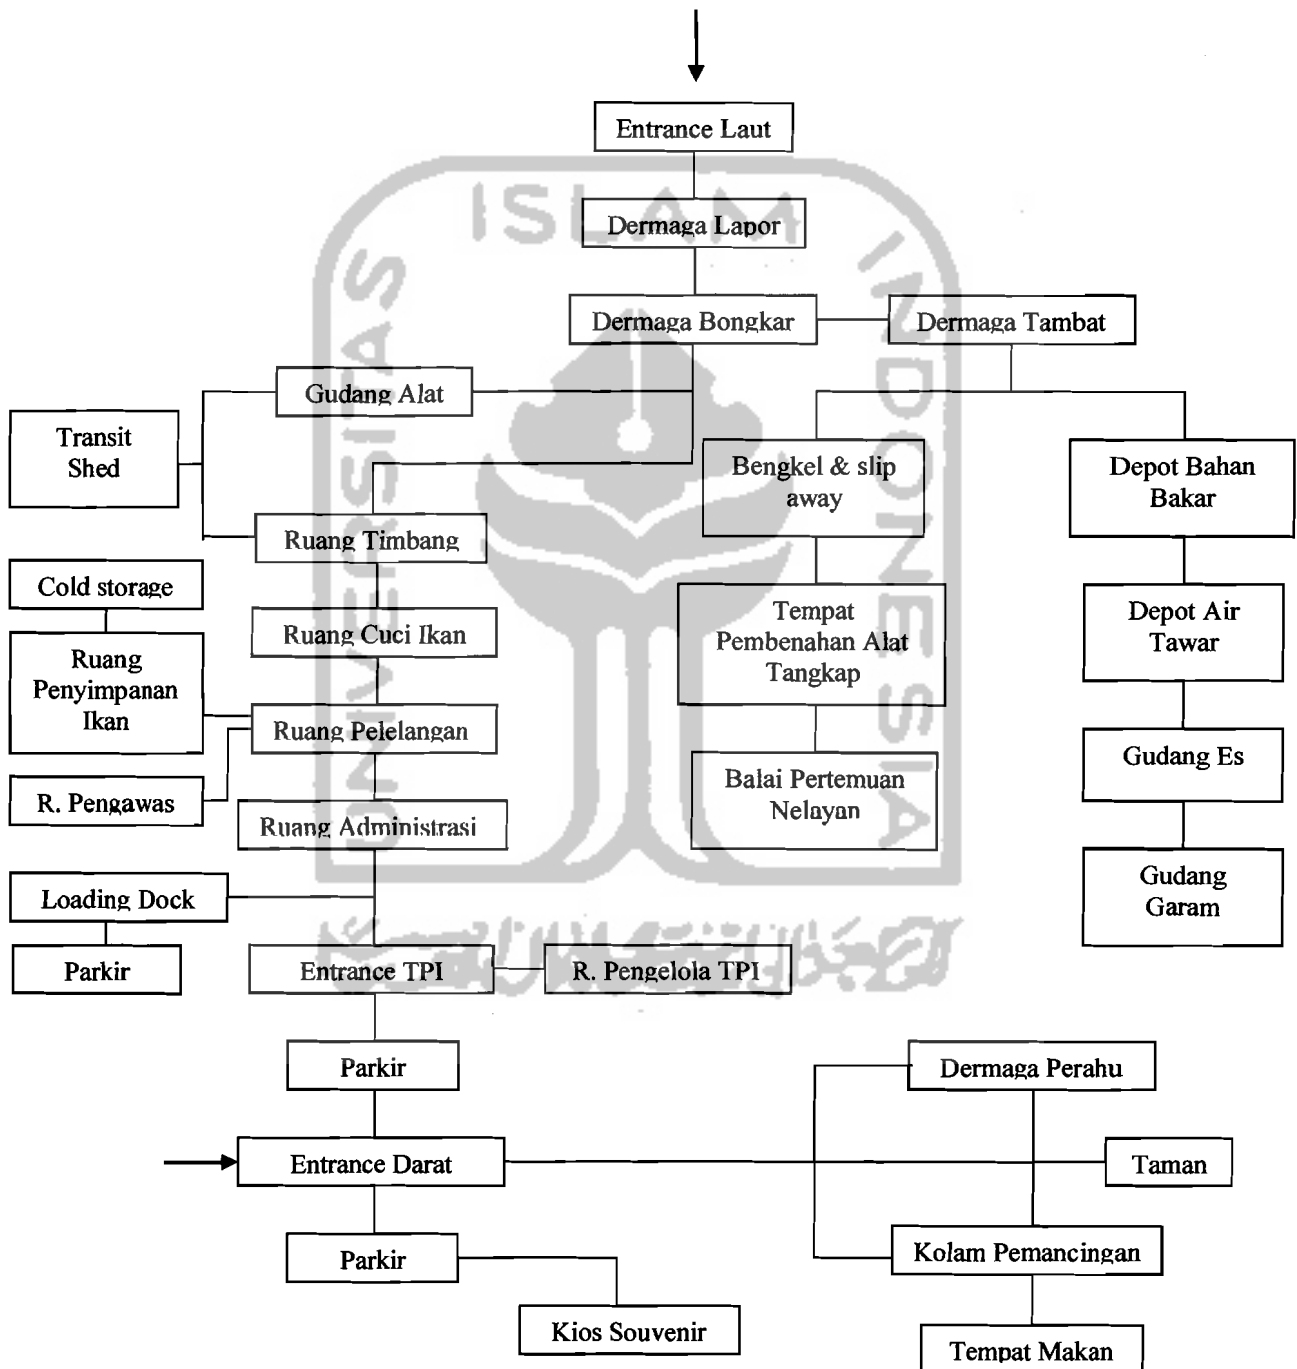 Entrance Laut
Dermaga Lapor
Dermaga Bongkar
Dermaga Tambat
Gudang Alat
Transit
Shed
Bengkel & slip
away
Depot Bahan
Bakar
Ruang Timbang
Cold storage
Ruang Cuci Ikan
Tempat
Pembenahan Alat
Tangkap
Depot Air
Tawar
Ruang
Penyimpanan
Ikan
Ruang Pelelangan
Gudang Es
R. Pengawas
Balai Pertemuan
Nelayan
Ruang Administrasi
Loading Dock
Gudang
Garam
Parkir
Entrance TPI
R. Pengelola TPI
Parkir
Dermaga Perahu
Entrance Darat
Taman
Parkir
Kolam Pemancingan
Kios Souvenir
Tempat Makan
UNIVERSITAS
ISLAM
INDONESIA